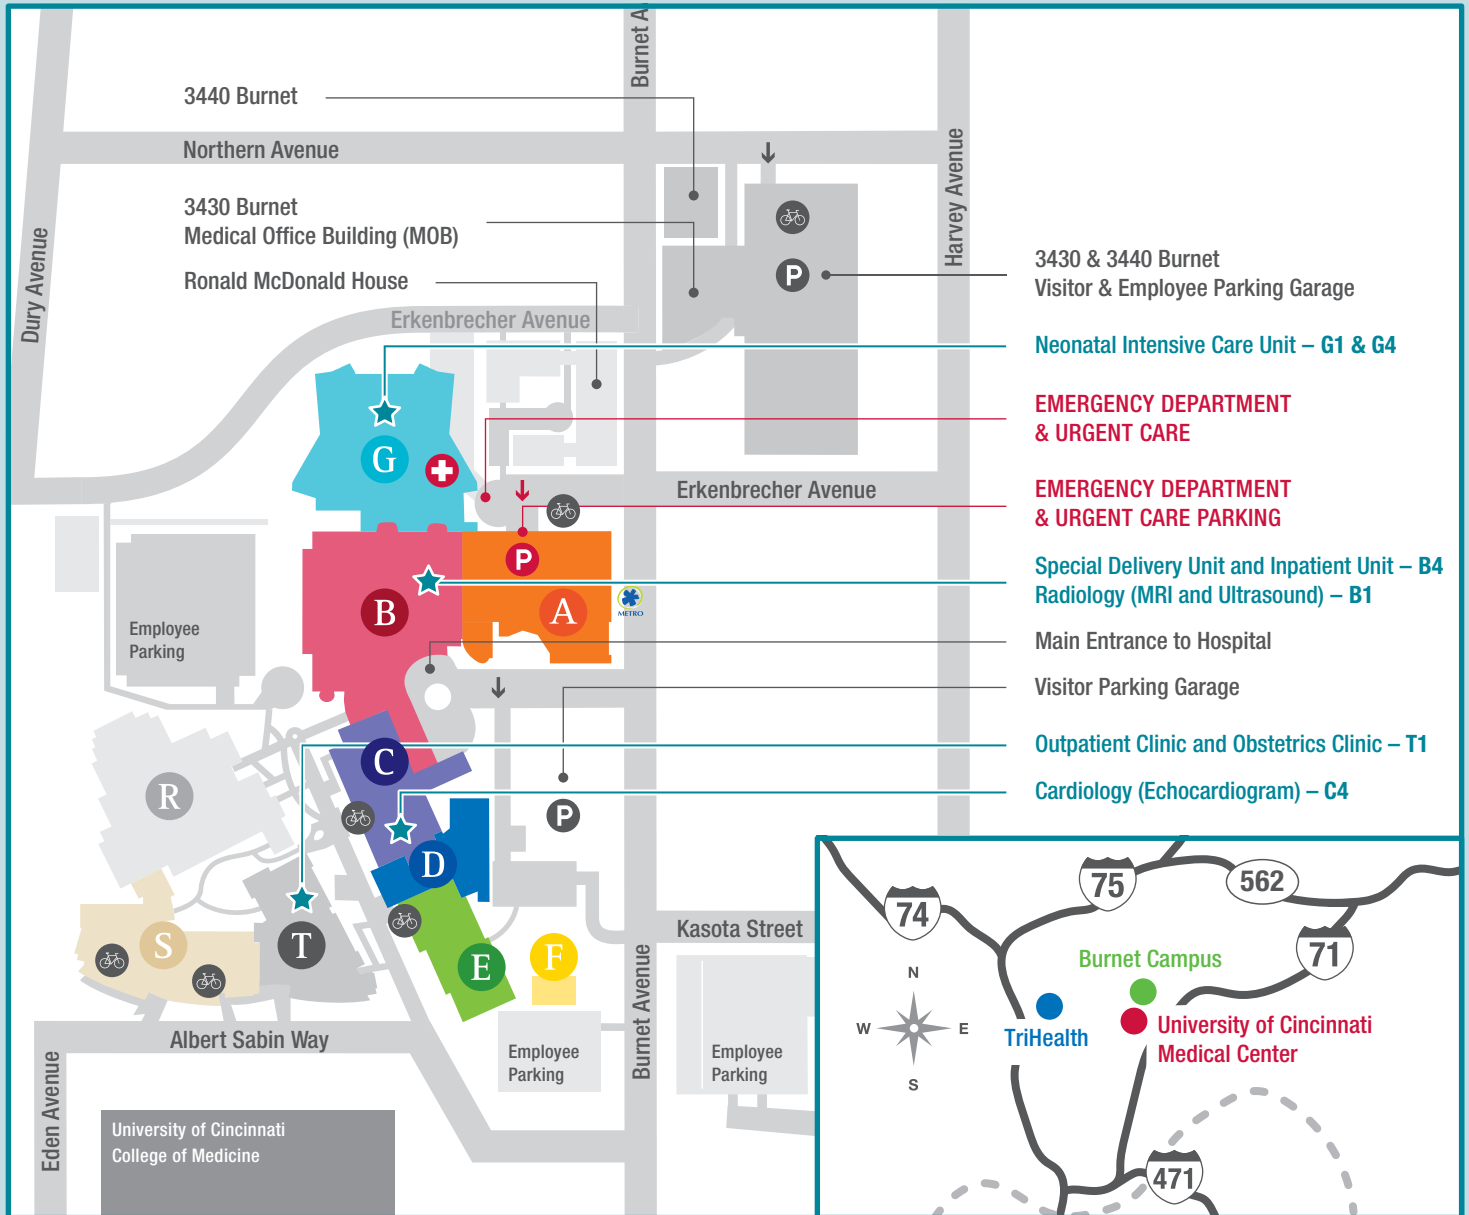 Burnet A
3440 Burnet
Northern Avenue
Harvey Avenue
Dury Avenue
3430 Burnet
Medical Office Building (MOB)
Ronald McDonald House
Erkenbrecher Avenue
3430 & 3440 Burnet
Visitor & Employee Parking Garage
P
Neonatal Intensive Care Unit – G1 & G4
EMERGENCY DEPARTMENT
& URGENT CARE
G
Erkenbrecher Avenue
EMERGENCY DEPARTMENT
& URGENT CARE PARKING
P
Special Delivery Unit and Inpatient Unit – B4
Radiology (MRI and Ultrasound) – B1
B
A
METRO
Employee
Parking
Main Entrance to Hospital
Visitor Parking Garage
Outpatient Clinic and Obstetrics Clinic – T1
C
Cardiology (Echocardiogram) – C4
R
P
D
S
T
E
F
Kasota Street
Burnet Avenue
Albert Sabin Way
Eden Avenue
Employee
Parking
Employee
Parking
University of Cincinnati
College of Medicine
74
75
562
71
Burnet Campus
N
W
E
S
TriHealth
University of Cincinnati
Medical Center
471